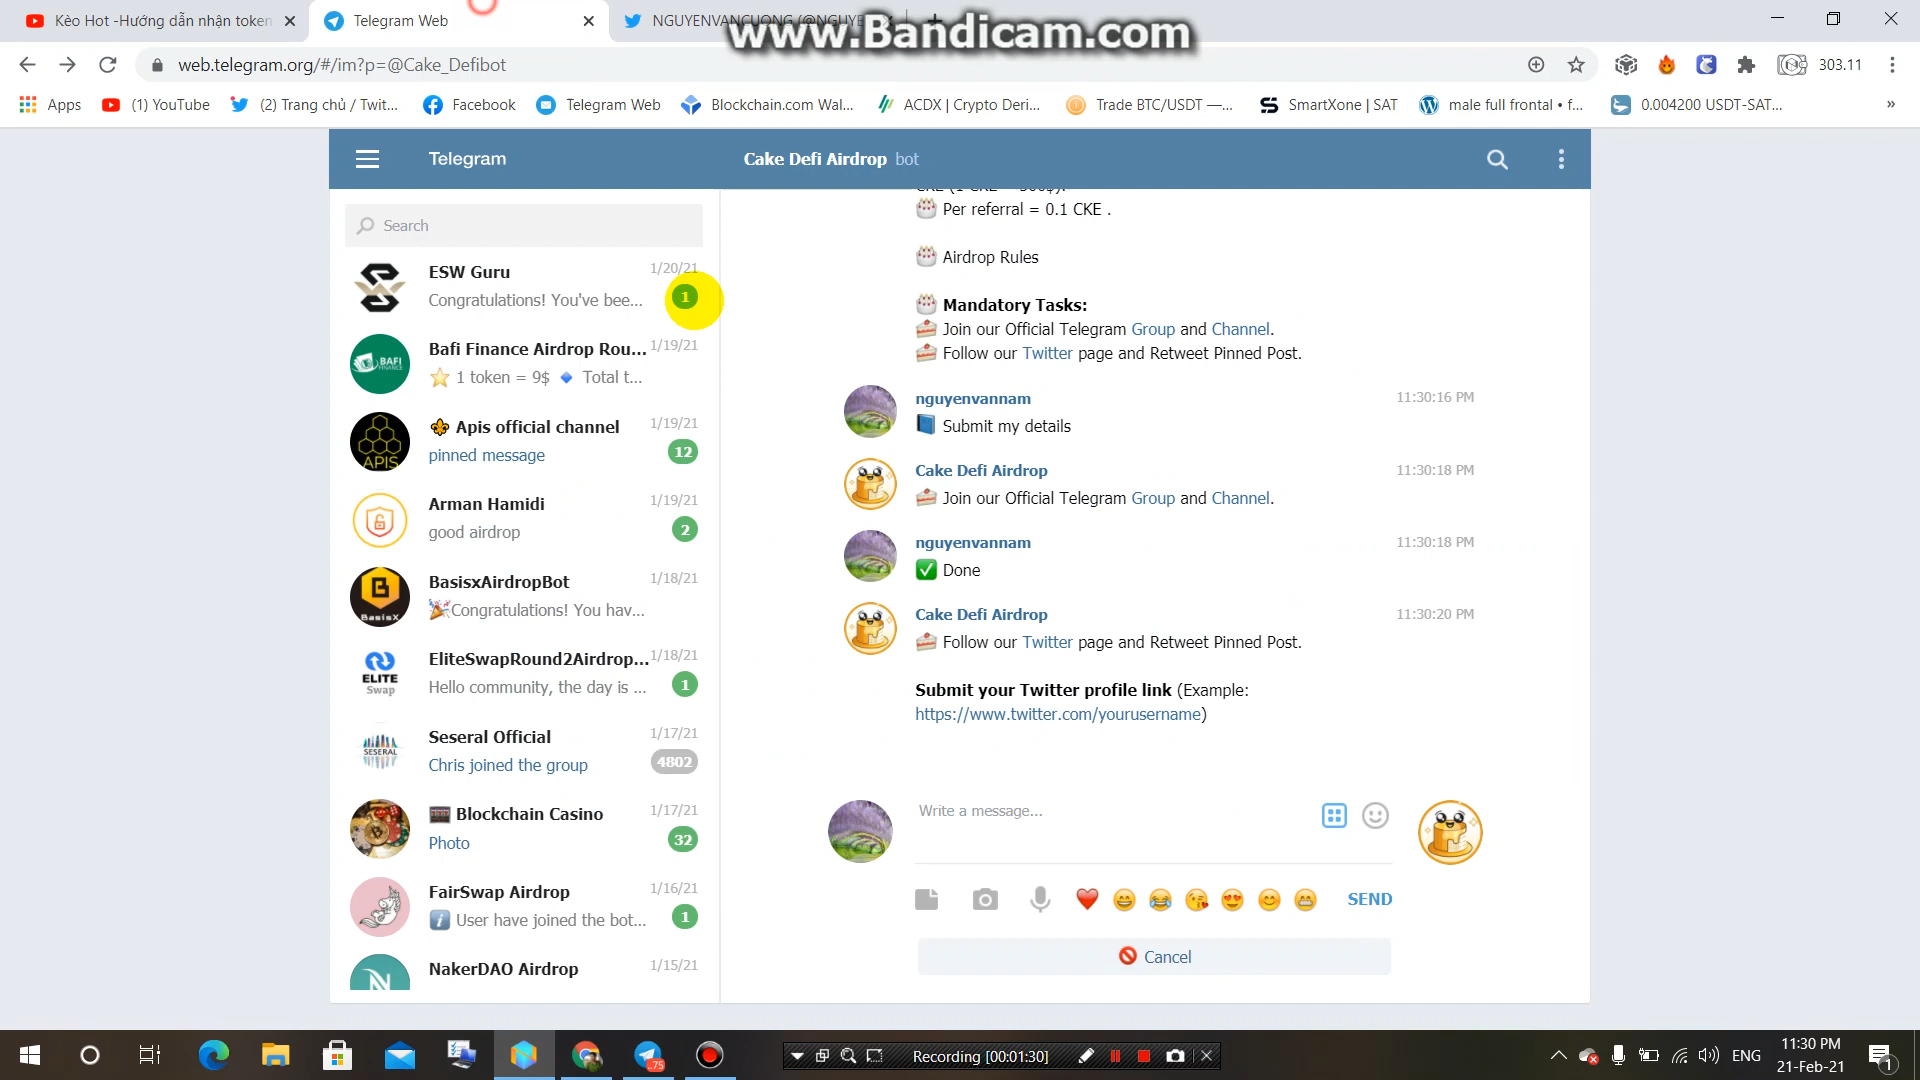 Kèo Hot -Hướng dẫn nhận token
Telegram Web
NGUYENVANCUONG (@NGUYE
www.Bandicam.com
web.telegram.org/#/im?p=@Cake_Defibot
303.11
Apps
(1) YouTube
(2) Trang chủ / Twit...
Facebook
Telegram Web
Blockchain.com Wal...
ACDX | Crypto Deri...
Trade BTC/USDT —...
SmartXone | SAT
male full frontal • f...
0.004200 USDT-SAT...
»
Telegram
Cake Defi Airdrop bot
Search
ESW Guru
1/20/21
Congratulations! You've bee...
1
Bafi Finance Airdrop Rou...
1/19/21
BAFI
FINANCE
1 token = 9$ Total t...
Apis official channel
1/19/21
APIS
pinned message
12
Arman Hamidi
1/19/21
good airdrop
2
BasisxAirdropBot
1/18/21
BasisX
Congratulations! You hav...
EliteSwapRound2Airdrop...
1/18/21
ELITE
Swap
Hello community, the day is ...
1
Seseral Official
1/17/21
SESERAL
Chris joined the group
4802
Blockchain Casino
1/17/21
Photo
32
FairSwap Airdrop
1/16/21
User have joined the bot...
1
NakerDAO Airdrop
1/15/21
Per referral = 0.1 CKE .
Airdrop Rules
Mandatory Tasks:
Join our Official Telegram Group and Channel.
Follow our Twitter page and Retweet Pinned Post.
nguyenvannam
11:30:16 PM
Submit my details
Cake Defi Airdrop
11:30:18 PM
Join our Official Telegram Group and Channel.
nguyenvannam
11:30:18 PM
Done
Cake Defi Airdrop
11:30:20 PM
Follow our Twitter page and Retweet Pinned Post.
Submit your Twitter profile link (Example:
https://www.twitter.com/yourusername)
Write a message...
SEND
Cancel
.75
Recording [00:01:30]
ENG
11:30 PM
21-Feb-21
1